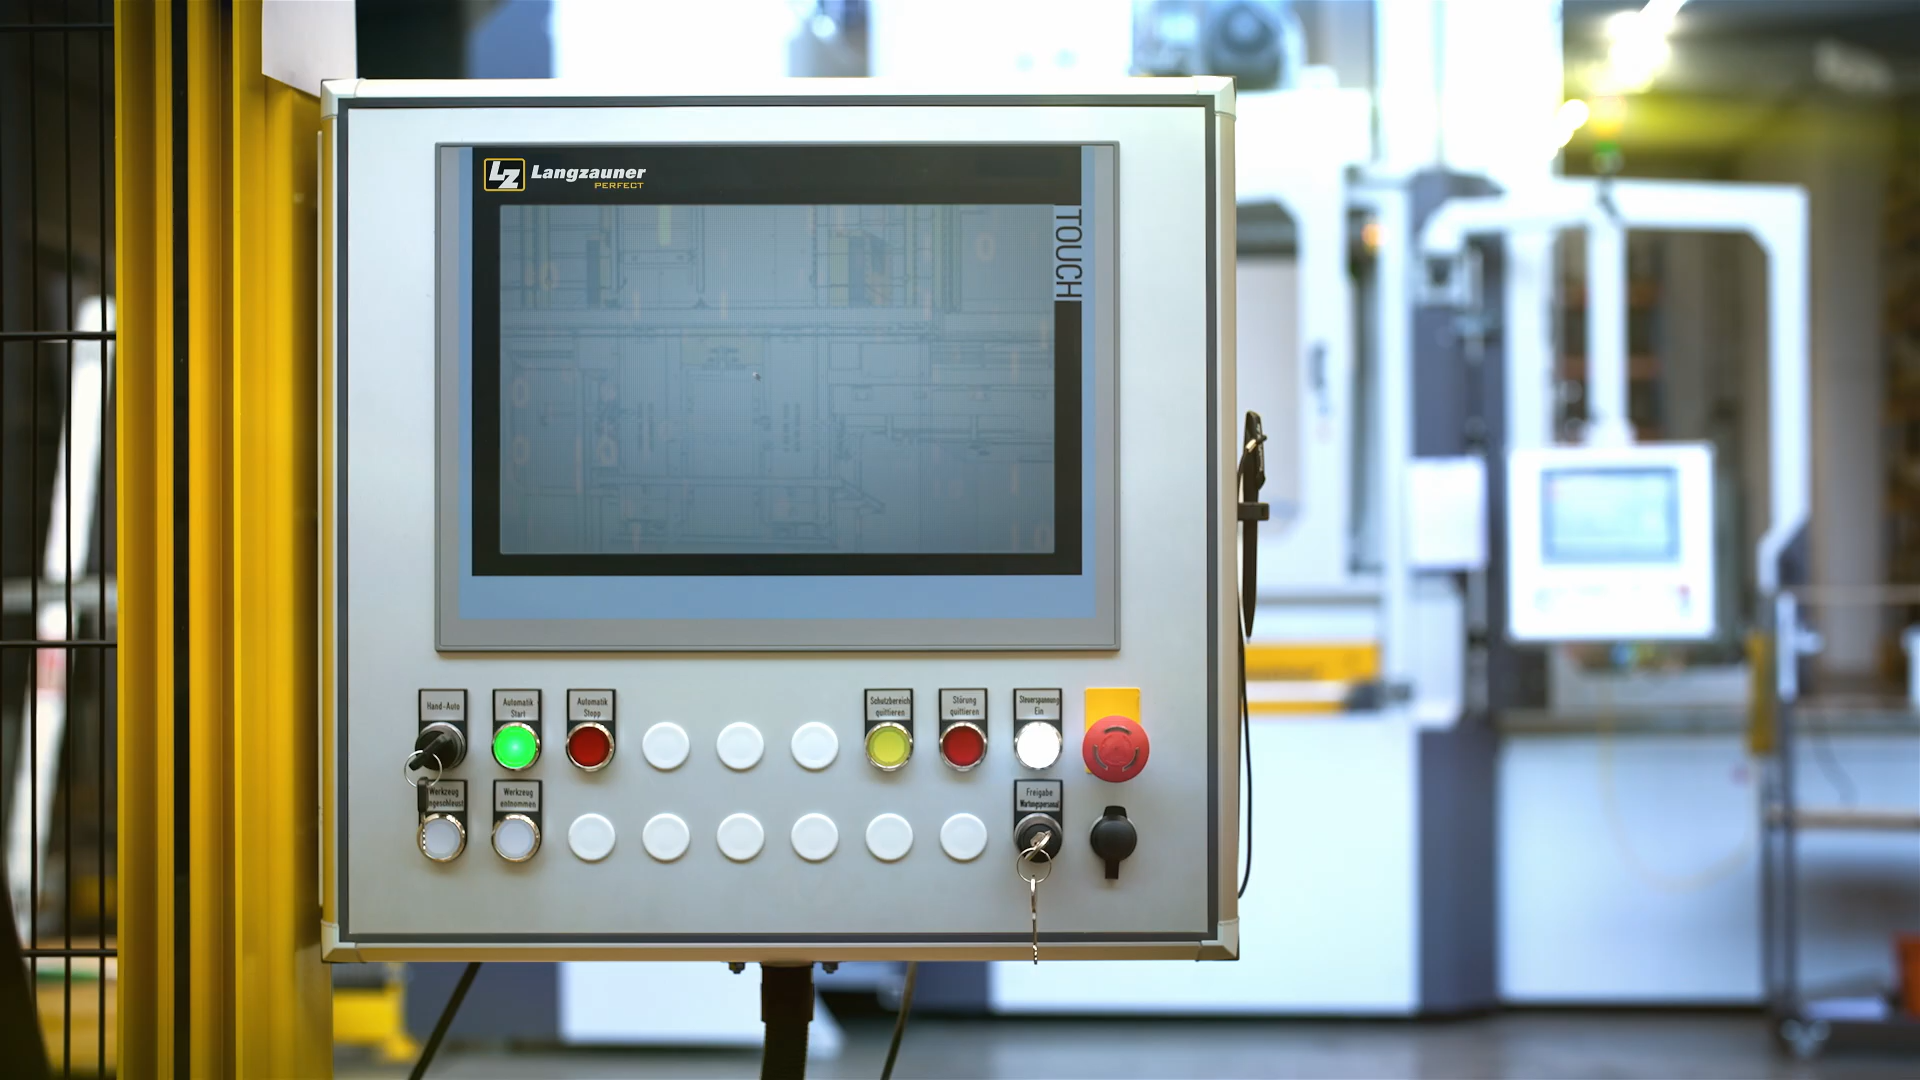 LZ Langzauner
PERFECT
TOUCH
Hand-Auto
Automatik
Start
Automatik
Stopp
Schutzbereich
quittieren
Störung
quittieren
Steuerspannung
Ein
Werkzeug
ngeschleust
Werkzeug
entnommen
Freigabe
Wartungspersonal